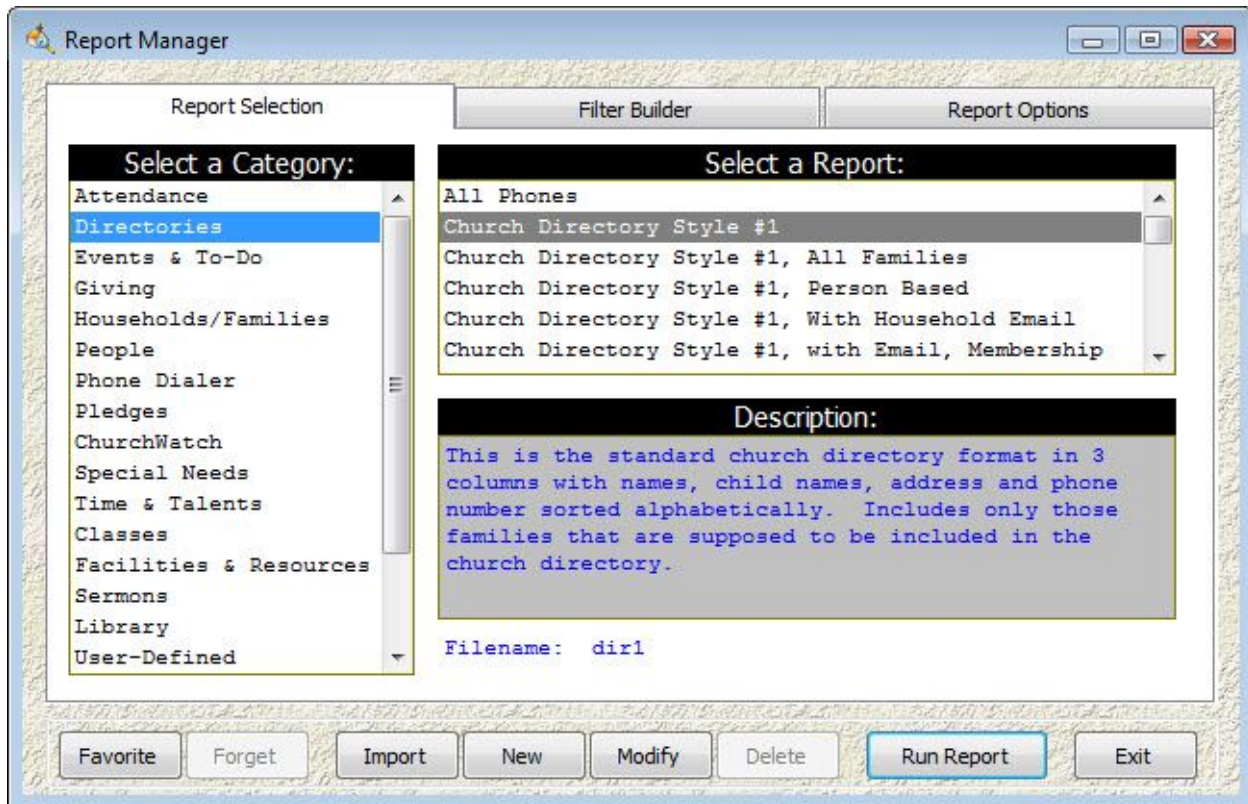 Report Manager
Report Selection
Filter Builder
Report Options
Select a Category:
Attendance
Directories
Events & To-Do
Giving
Households/Families
People
Phone Dialer
Pledges
ChurchWatch
Special Needs
Time & Talents
Classes
Facilities & Resources
Sermons
Library
User-Defined
Select a Report:
All Phones
Church Directory Style #1
Church Directory Style #1, All Families
Church Directory Style #1, Person Based
Church Directory Style #1, With Household Email
Church Directory Style #1, with Email, Membership
Description:
This is the standard church directory format in 3
columns with names, child names, address and phone
number sorted alphabetically.  Includes only those
families that are supposed to be included in the
church directory.
Filename:  dir1
Favorite
Forget
Import
New
Modify
Delete
Run Report
Exit